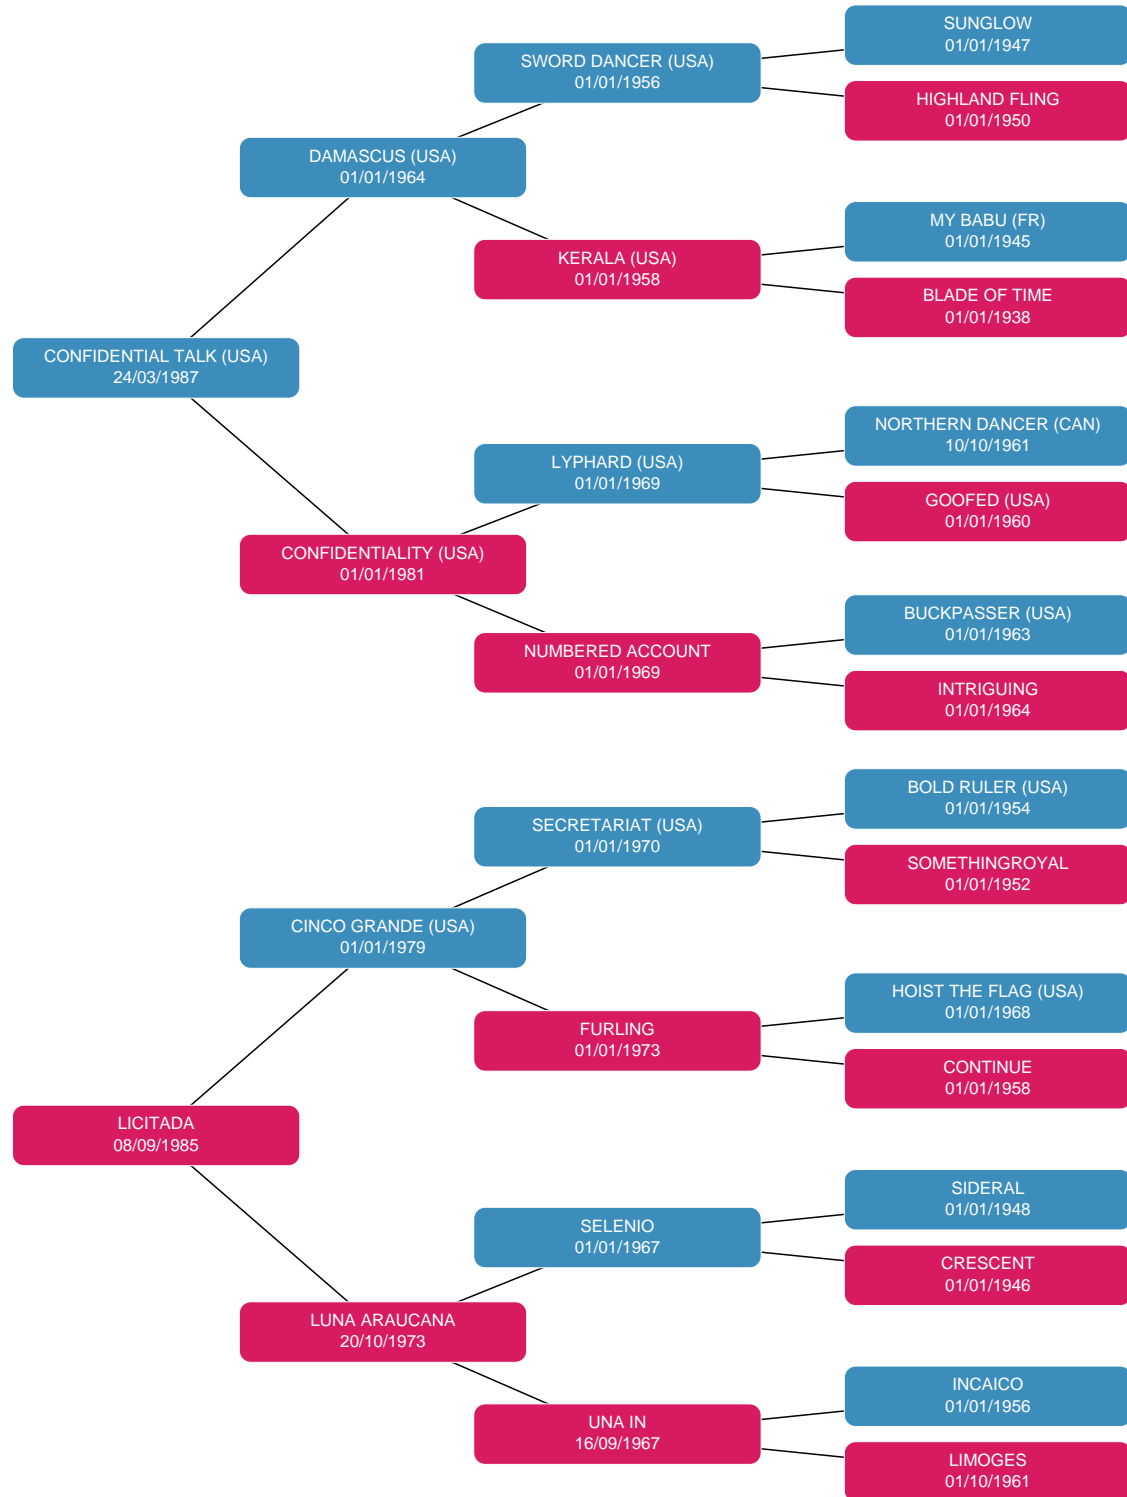 SUNGLOW
01/01/1947
SWORD DANCER (USA)
01/01/1956
HIGHLAND FLING
01/01/1950
DAMASCUS (USA)
01/01/1964
MY BABU (FR)
01/01/1945
KERALA (USA)
01/01/1958
BLADE OF TIME
01/01/1938
CONFIDENTIAL TALK (USA)
24/03/1987
NORTHERN DANCER (CAN)
10/10/1961
LYPHARD (USA)
01/01/1969
GOOFED (USA)
01/01/1960
CONFIDENTIALITY (USA)
01/01/1981
BUCKPASSER (USA)
01/01/1963
NUMBERED ACCOUNT
01/01/1969
INTRIGUING
01/01/1964
BOLD RULER (USA)
01/01/1954
SECRETARIAT (USA)
01/01/1970
SOMETHINGROYAL
01/01/1952
CINCO GRANDE (USA)
01/01/1979
HOIST THE FLAG (USA)
01/01/1968
FURLING
01/01/1973
CONTINUE
01/01/1958
LICITADA
08/09/1985
SIDERAL
01/01/1948
SELENIO
01/01/1967
CRESCENT
01/01/1946
LUNA ARAUCANA
20/10/1973
INCAICO
01/01/1956
UNA IN
16/09/1967
LIMOGES
01/10/1961